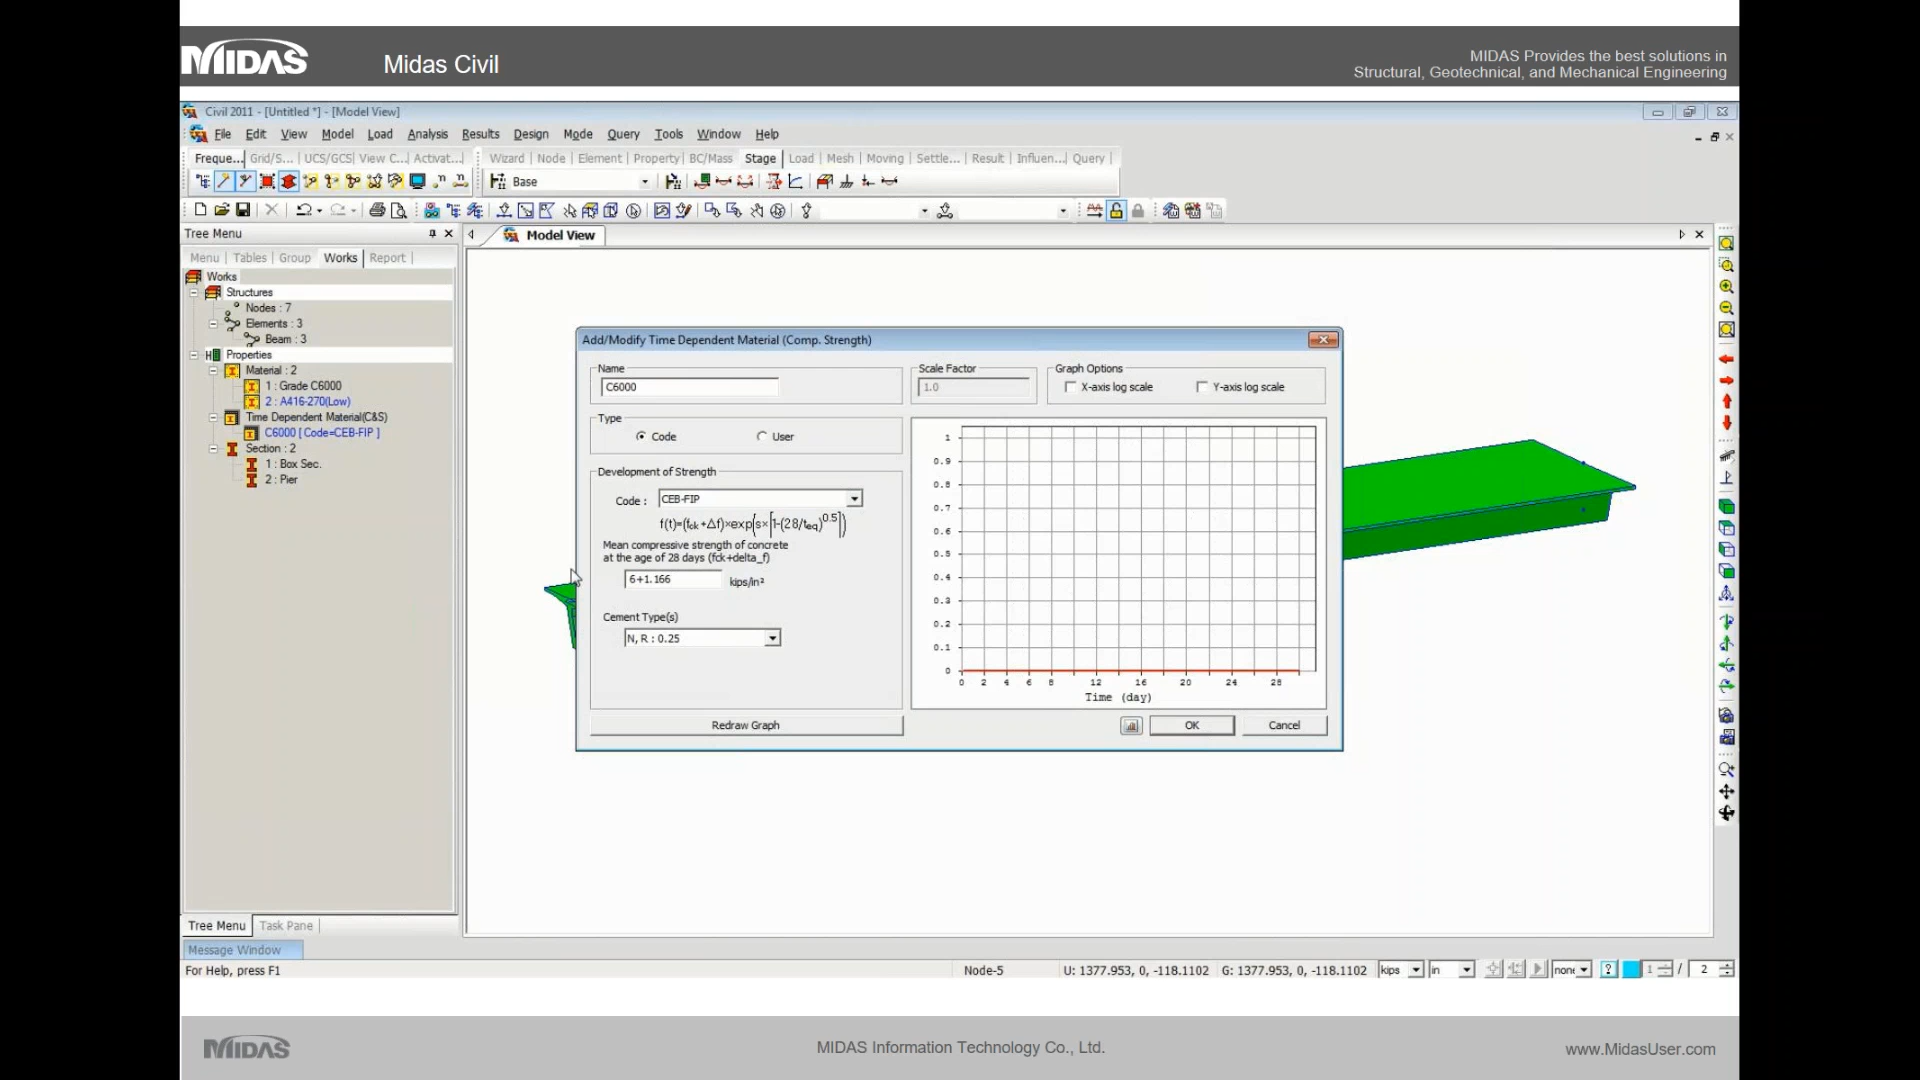 MIDAS
Midas Civil
MIDAS Provides the best solutions in
Structural, Geotechnical, and Mechanical Engineering
Civil 2011 - [Untitled *] - [Model View]
File Edit View Model Load Analysis Results Design Mode Query Tools Window Help
Freque... Grid/S... UCS/GCS View C... Activat... Wizard Node Element Property BC/Mass Stage Load Mesh Moving Settle... Result Influen... Query
Base
Tree Menu
Model View
Menu Tables Group Works Report
Works
Structures
Nodes : 7
Elements : 3
Beam : 3
Properties
Material : 2
1 : Grade C6000
2 : A416-270(Low)
Time Dependent Material(C&S)
C6000 [ Code=CEB-FIP ]
Section : 2
1 : Box Sec.
2 : Pier
Add/Modify Time Dependent Material (Comp. Strength)
Name
C6000
Scale Factor
1.0
Graph Options
X-axis log scale
Y-axis log scale
Type
Code
User
Development of Strength
Code :
CEB-FIP
f(t)=(fck+Δf)×exp(s×[1-(28/teq)0.5])
Mean compressive strength of concrete
at the age of 28 days (fck+delta_f)
6+1.166
kips/in²
Cement Type(s)
N, R : 0.25
Redraw Graph
1
0.9
0.8
0.7
0.6
0.5
0.4
0.3
0.2
0.1
0
0 2 4 6 8 12 16 20 24 28
Time (day)
OK
Cancel
Tree Menu Task Pane
Message Window
For Help, press F1
Node-5
U: 1377.953, 0, -118.1102
G: 1377.953, 0, -118.1102
kips
in
none
1 / 2
MIDAS
MIDAS Information Technology Co., Ltd.
www.MidasUser.com